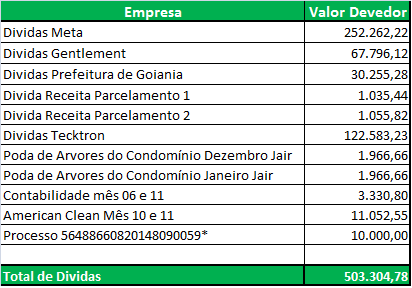 Empresa Valor Devedor
Dividas Meta 252.262,22
Dividas Gentlement 67.796,12
Dividas Prefeitura de Goiania 30.255,28
Divida Receita Parcelamento 1 1.035,44
Divida Receita Parcelamento 2 1.055,82
Dividas Tecktron 122.583,23
Poda de Arvores do Condomínio Dezembro Jair 1.966,66
Poda de Arvores do Condomínio Janeiro Jair 1.966,66
Contabilidade mês 06 e 11 3.330,80
American Clean Mês 10 e 11 11.052,55
Processo 56488660820148090059* 10.000,00
Total de Dividas 503.304,78